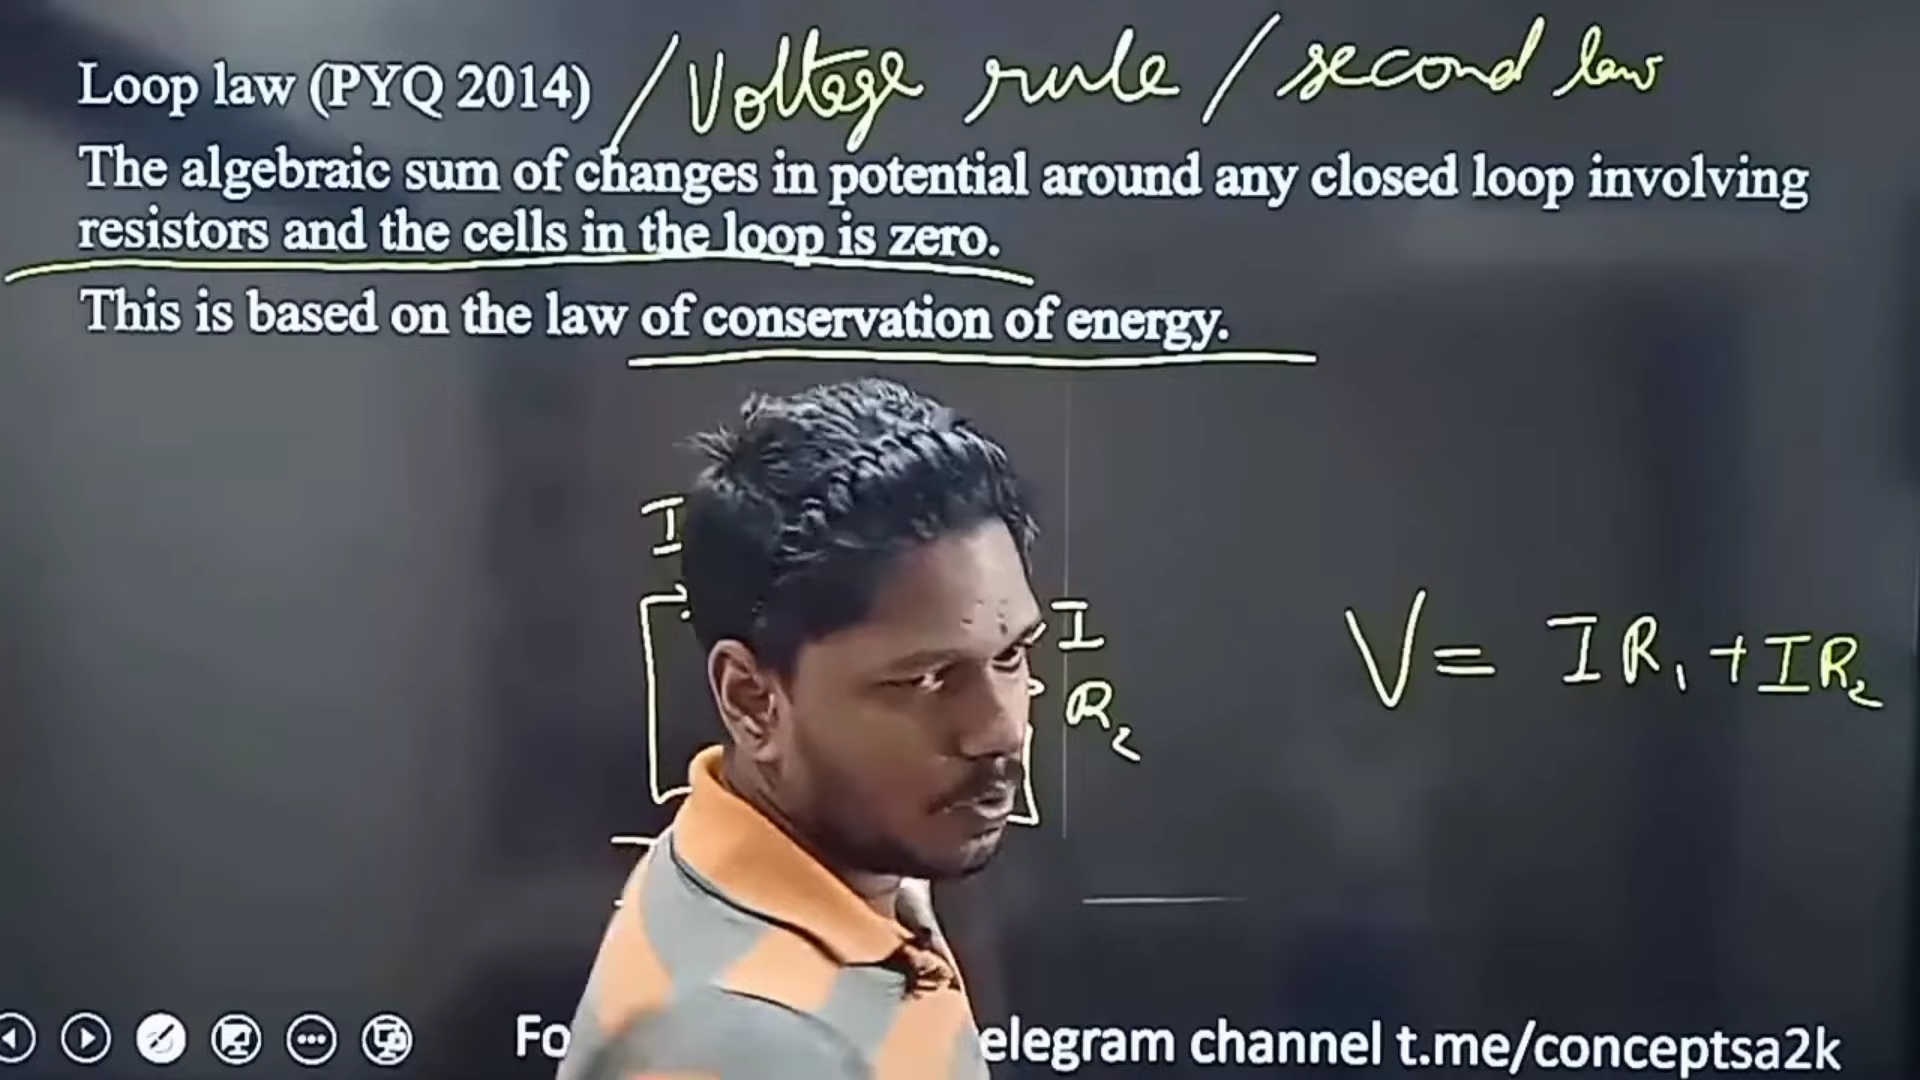 Loop law (PYQ 2014) / Voltage rule / second law
The algebraic sum of changes in potential around any closed loop involving
resistors and the cells in the loop is zero.
This is based on the law of conservation of energy.
I
I
R₂
V = IR₁ + IR₂
elegram channel t.me/conceptsa2k